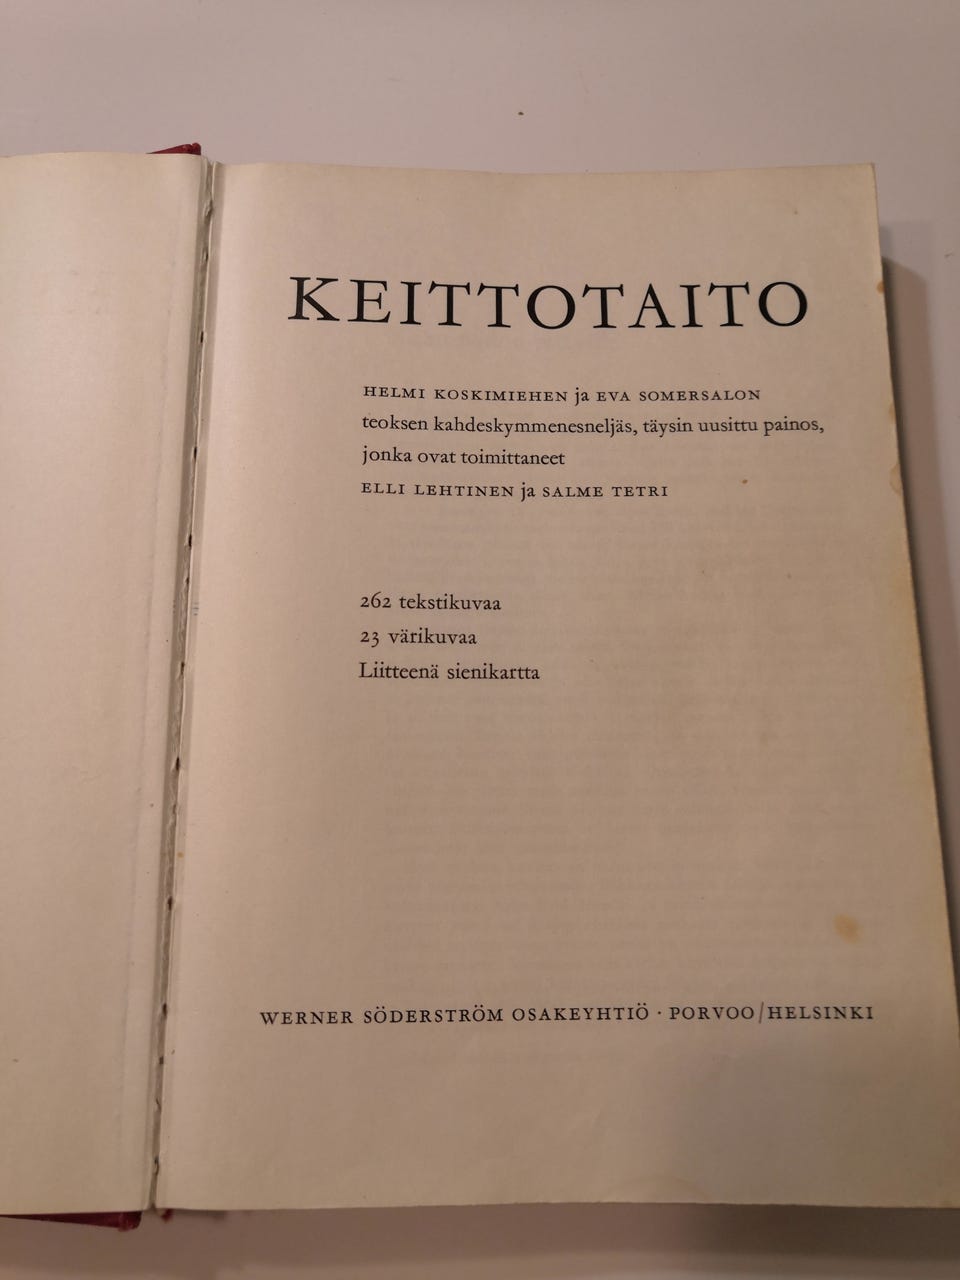 KEITTOTAITO
HELMI KOSKIMIEHEN ja EVA SOMERSALON
teoksen kahdeskymmenesneljäs, täysin uusittu painos,
jonka ovat toimittaneet
ELLI LEHTINEN ja SALME TETRI
262 tekstikuvaa
23 värikuvaa
Liitteenä sienikartta
WERNER SÖDERSTRÖM OSAKEYHTIÖ · PORVOO/HELSINKI